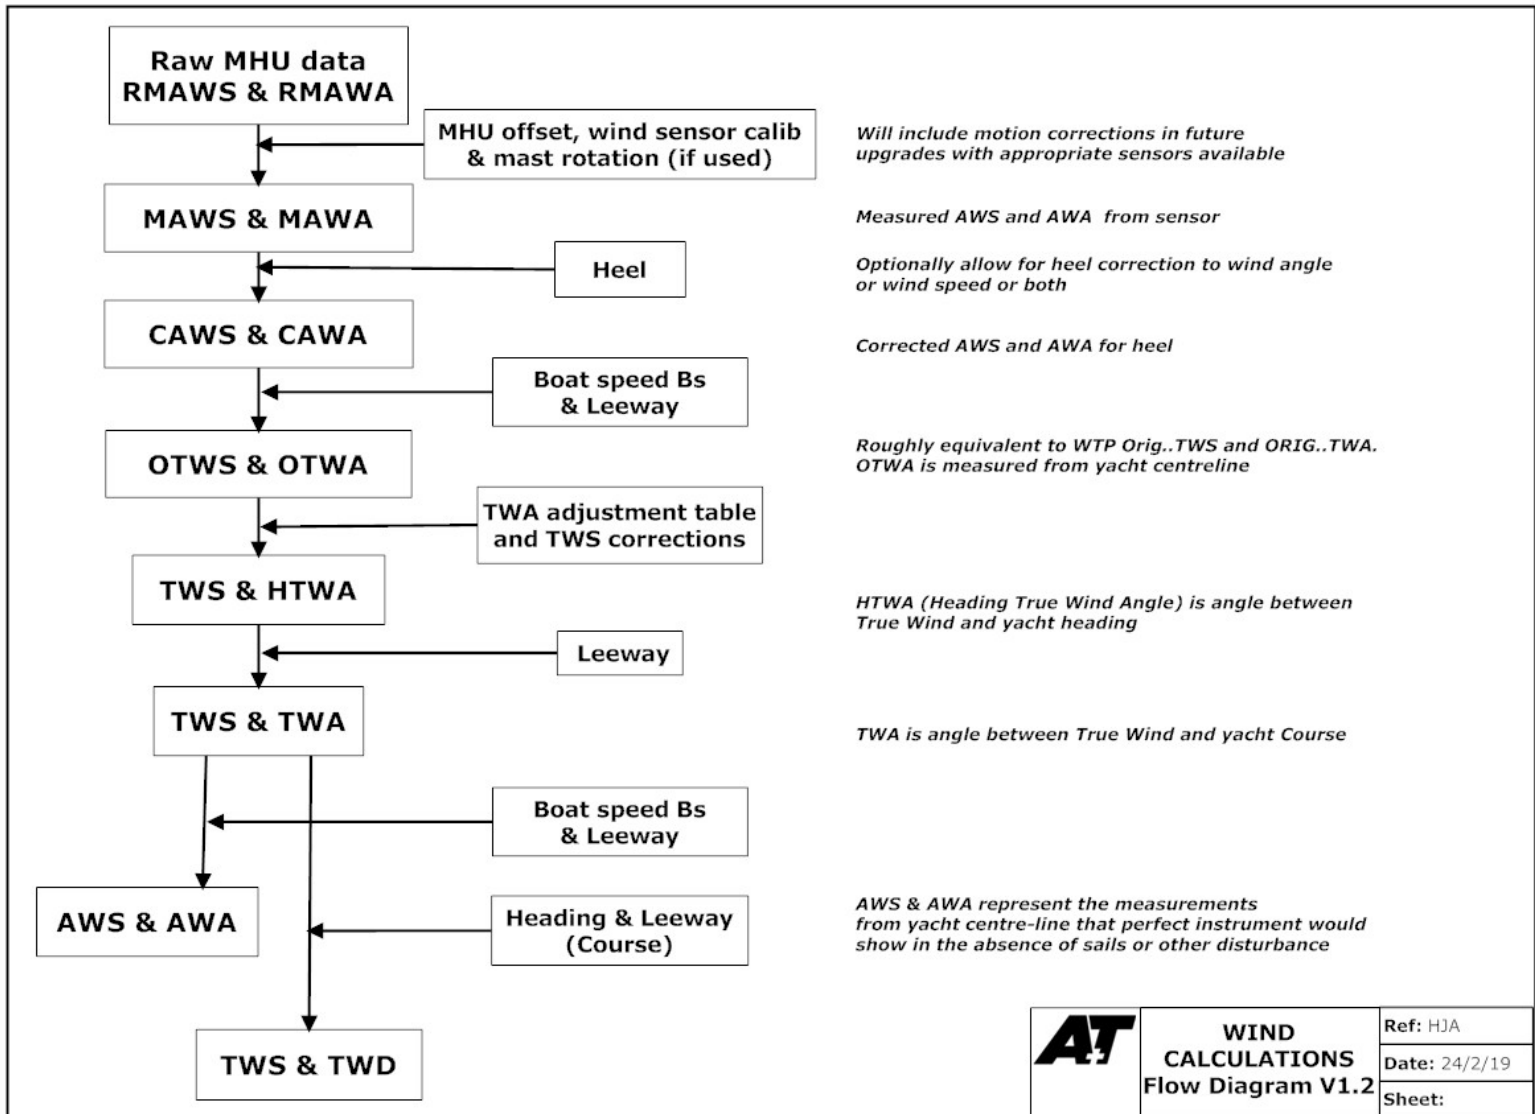 Raw MHU data
RMAWS & RMAWA
MHU offset, wind sensor calib
& mast rotation (if used)
Will include motion corrections in future
upgrades with appropriate sensors available
MAWS & MAWA
Measured AWS and AWA  from sensor
Heel
Optionally allow for heel correction to wind angle
or wind speed or both
CAWS & CAWA
Corrected AWS and AWA for heel
Boat speed Bs
& Leeway
OTWS & OTWA
Roughly equivalent to WTP Orig..TWS and ORIG..TWA.
OTWA is measured from yacht centreline
TWA adjustment table
and TWS corrections
TWS & HTWA
HTWA (Heading True Wind Angle) is angle between
True Wind and yacht heading
Leeway
TWS & TWA
TWA is angle between True Wind and yacht Course
Boat speed Bs
& Leeway
AWS & AWA
Heading & Leeway
(Course)
AWS & AWA represent the measurements
from yacht centre-line that perfect instrument would
show in the absence of sails or other disturbance
TWS & TWD
A+T
WIND
CALCULATIONS
Flow Diagram V1.2
Ref: HJA
Date: 24/2/19
Sheet: